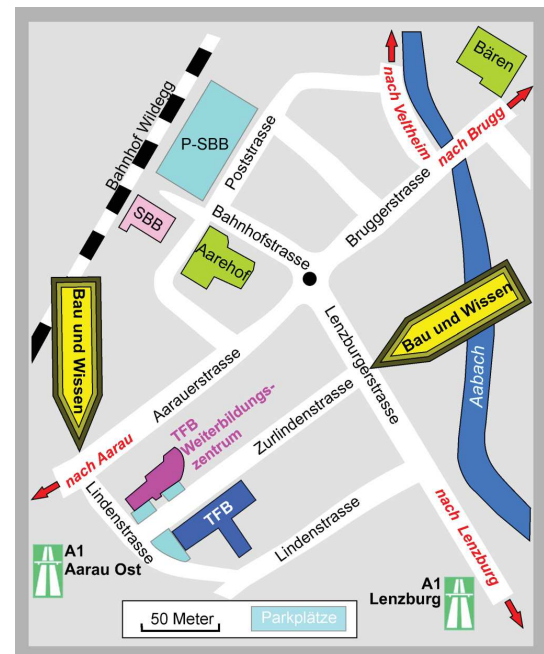 Bären
nach Veltheim
nach Brugg
Bahnhof Wildegg
P-SBB
Poststrasse
SBB
Bahnhofstrasse
Bruggerstrasse
Aarehof
Bau und Wissen
Bau und Wissen
Lenzburgerstrasse
Aabach
Aarauerstrasse
TFB
Weiterbildungs-
zentrum
Zurlindenstrasse
nach Aarau
Lindenstrasse
TFB
Lindenstrasse
nach Lenzburg
A1
Aarau Ost
A1
Lenzburg
50 Meter
Parkplätze